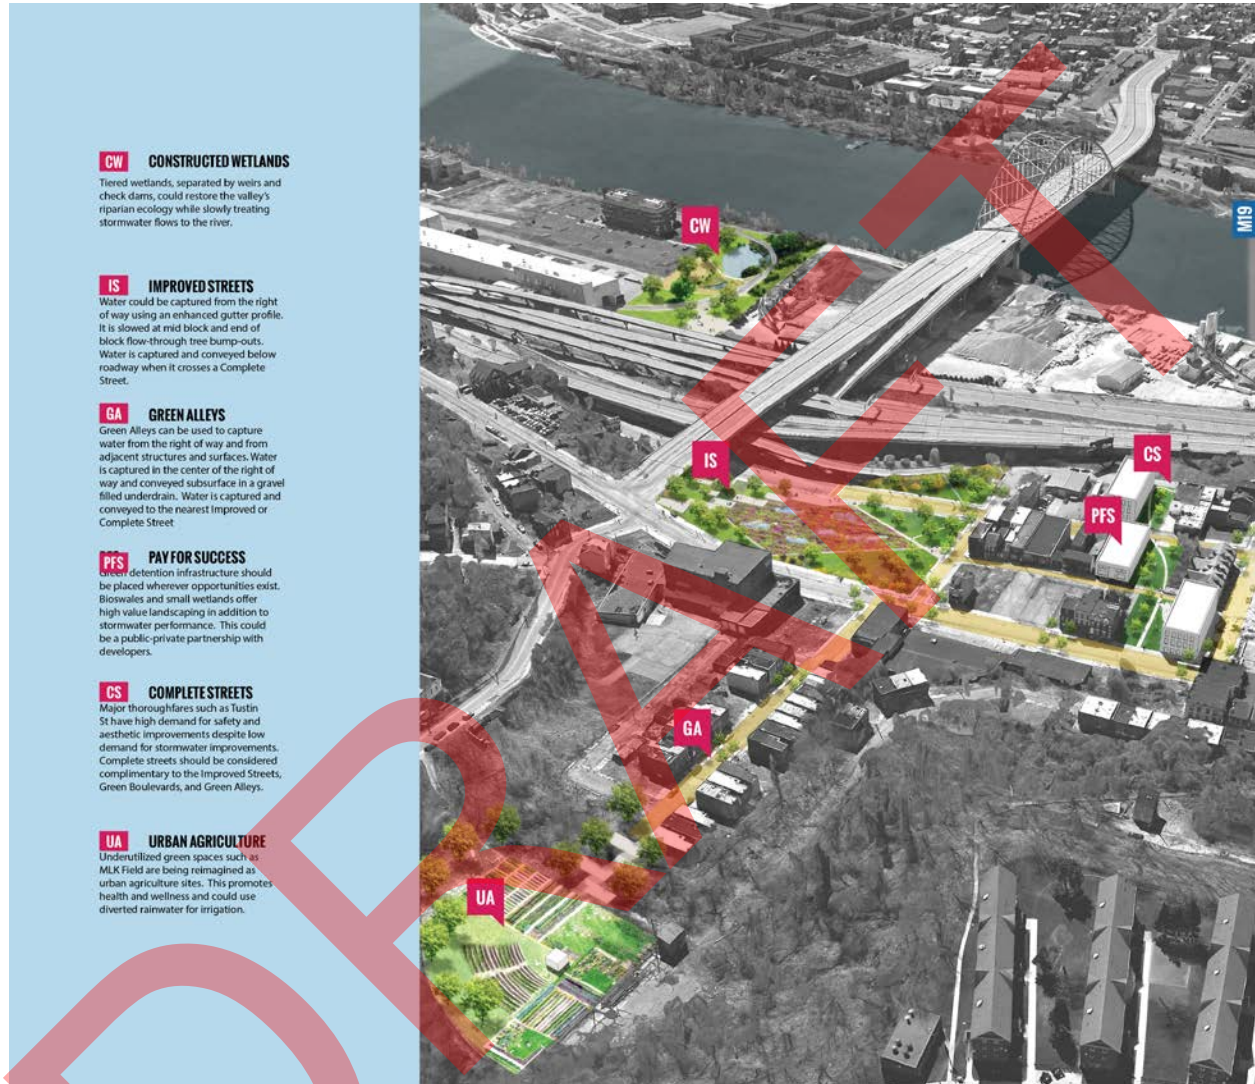 CW CONSTRUCTED WETLANDS
Tiered wetlands, separated by weirs and
check dams, could restore the valley's
riparian ecology while slowly treating
stormwater flows to the river.
IS IMPROVED STREETS
Water could be captured from the right
of way using an enhanced gutter profile.
It is slowed at mid block and end of
block flow-through tree bump-outs.
Water is captured and conveyed below
roadway when it crosses a Complete
Street.
GA GREEN ALLEYS
Green Alleys can be used to capture
water from the right of way and from
adjacent structures and surfaces. Water
is captured in the center of the right of
way and conveyed subsurface in a gravel
filled underdrain. Water is captured and
conveyed to the nearest Improved or
Complete Street
PFS PAY FOR SUCCESS
Green detention infrastructure should
be placed wherever opportunities exist.
Bioswales and small wetlands offer
high value landscaping in addition to
stormwater performance. This could
be a public-private partnership with
developers.
CS COMPLETE STREETS
Major thoroughfares such as Tustin
St have high demand for safety and
aesthetic improvements despite low
demand for stormwater improvements.
Complete streets should be considered
complimentary to the Improved Streets,
Green Boulevards, and Green Alleys.
UA URBAN AGRICULTURE
Underutilized green spaces such as
MLK Field are being reimagined as
urban agriculture sites. This promotes
health and wellness and could use
diverted rainwater for irrigation.
CW
M19
IS
CS
PFS
GA
UA
DRAFT